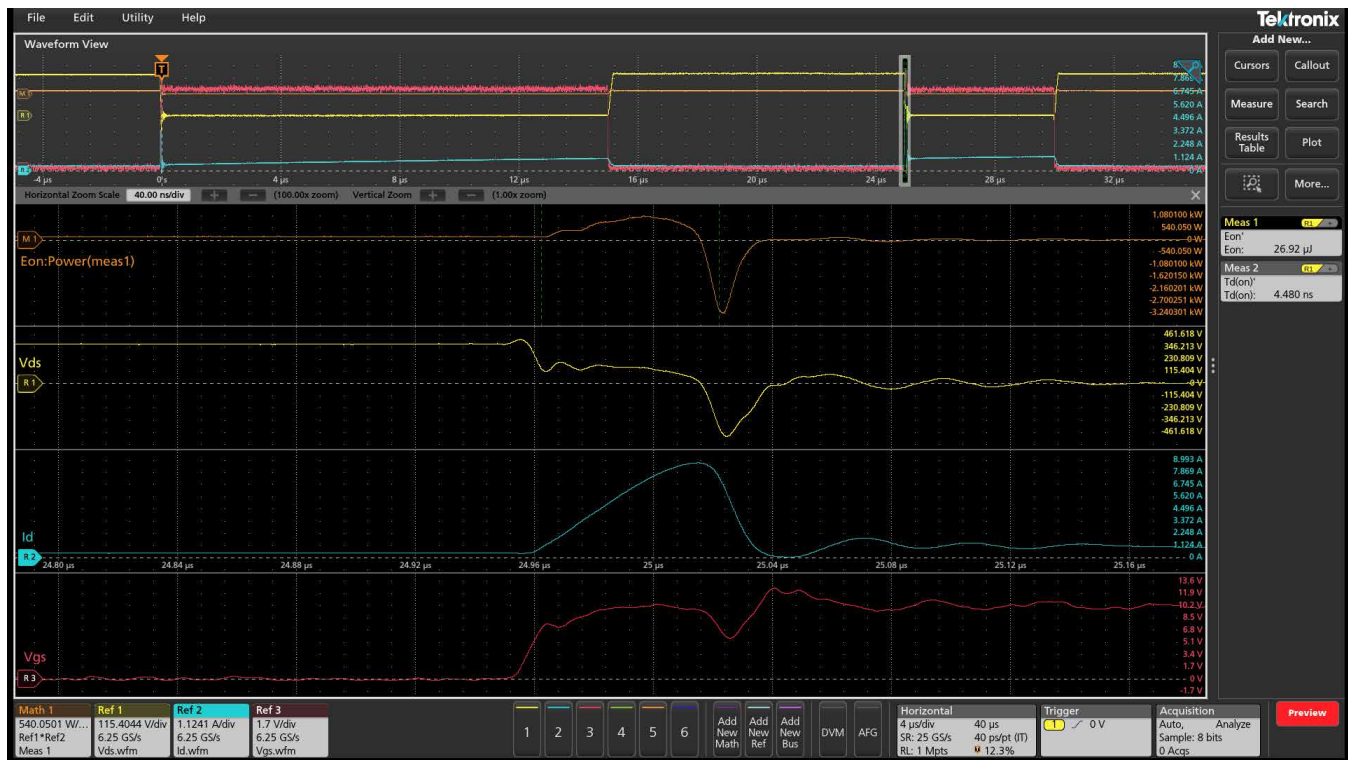 File Edit Utility Help
Tektronix
Waveform View
Add New...
Cursors Callout
Measure Search
Results Table Plot
More...
T
M 1
R 1
R 2
7.869
6.745 A
5.620 A
4.496 A
3.372 A
2.248 A
1.124 A
0 A
-4 µs 0 s 4 µs 8 µs 12 µs 16 µs 20 µs 24 µs 28 µs 32 µs
Horizontal Zoom Scale 40.00 ns/div + − (100.00x zoom) Vertical Zoom + − (1.00x zoom)
Meas 1 R1
Eon'
Eon: 26.92 µJ
Meas 2 R1
Td(on)'
Td(on): 4.480 ns
M 1
Eon:Power(meas1)
1.080100 kW
540.050 W
0 W
-540.050 W
-1.080100 kW
-1.620150 kW
-2.160201 kW
-2.700251 kW
-3.240301 kW
Vds
R 1
461.618 V
346.213 V
230.809 V
115.404 V
0 V
-115.404 V
-230.809 V
-346.213 V
-461.618 V
Id
R 2
8.993 A
7.869 A
6.745 A
5.620 A
4.496 A
3.372 A
2.248 A
1.124 A
0 A
24.80 µs 24.84 µs 24.88 µs 24.92 µs 24.96 µs 25 µs 25.04 µs 25.08 µs 25.12 µs 25.16 µs
Vgs
R 3
13.6 V
11.9 V
10.2 V
8.5 V
6.8 V
5.1 V
3.4 V
1.7 V
0 V
-1.7 V
Math 1
540.0501 W/...
Ref1*Ref2
Meas 1
Ref 1
115.4044 V/div
6.25 GS/s
Vds.wfm
Ref 2
1.1241 A/div
6.25 GS/s
Id.wfm
Ref 3
1.7 V/div
6.25 GS/s
Vgs.wfm
1 2 3 4 5 6
Add New Math
Add New Ref
Add New Bus
DVM AFG
Horizontal
4 µs/div 40 µs
SR: 25 GS/s 40 ps/pt (IT)
RL: 1 Mpts 12.3%
Trigger
1 0 V
Acquisition
Auto, Analyze
Sample: 8 bits
0 Acqs
Preview